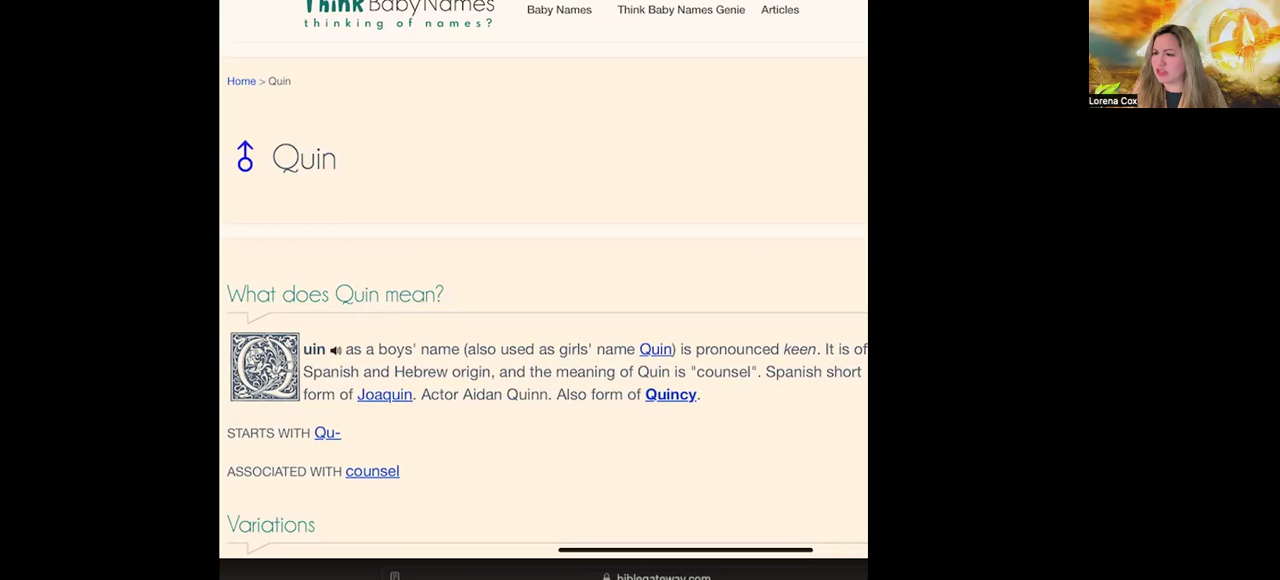 Think BabyNames
thinking of names?
Baby Names Think Baby Names Genie Articles
Lorena Cox
Home > Quin
Quin
What does Quin mean?
Quin as a boys' name (also used as girls' name Quin) is pronounced keen. It is of
Spanish and Hebrew origin, and the meaning of Quin is "counsel". Spanish short
form of Joaquin. Actor Aidan Quinn. Also form of Quincy.
STARTS WITH Qu-
ASSOCIATED WITH counsel
Variations
biblegateway.com